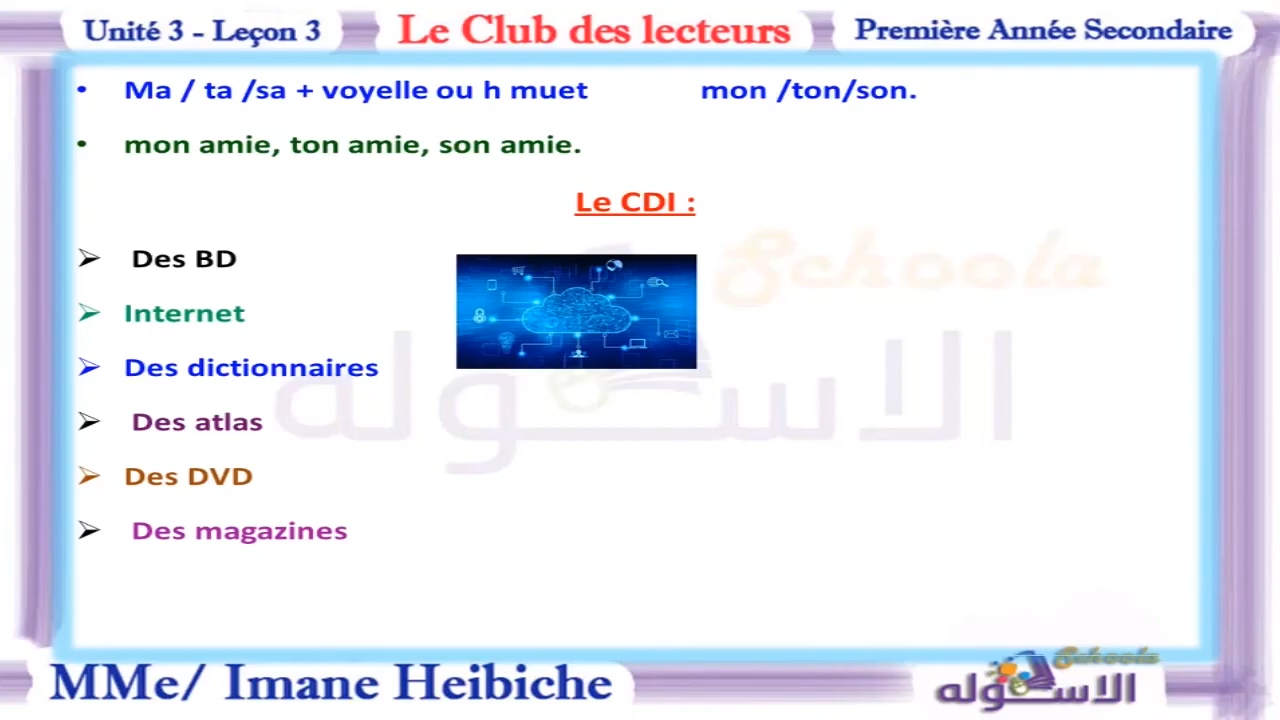 Unité 3 - Leçon 3
Le Club des lecteurs
Première Année Secondaire
• Ma / ta /sa + voyelle ou h muet mon /ton/son.
• mon amie, ton amie, son amie.
Le CDI :
➢ Des BD
➢ Internet
➢ Des dictionnaires
➢ Des atlas
➢ Des DVD
➢ Des magazines
Schoola
الاسكوله
MMe/ Imane Heibiche
Schoola
الاسكوله